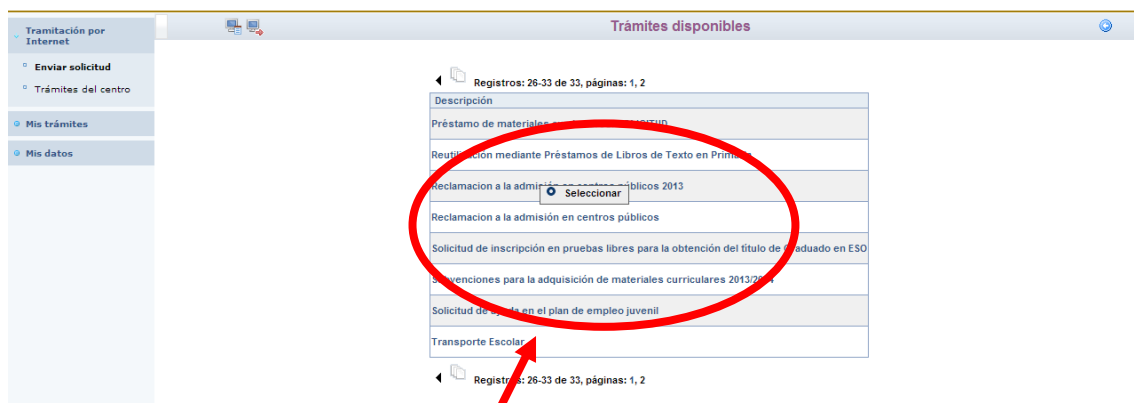 Trámites disponibles
Tramitación por
Internet
Enviar solicitud
Trámites del centro
Mis trámites
Mis datos
Registros: 26-33 de 33, páginas: 1, 2
Descripción
Préstamo de materiales
Reutilización mediante Préstamos de Libros de Texto en Primaria
Reclamacion a la admisión en centros públicos 2013
Seleccionar
Reclamacion a la admisión en centros públicos
Solicitud de inscripción en pruebas libres para la obtención del título de Graduado en ESO
Subvenciones para la adquisición de materiales curriculares 2013/2014
Solicitud de ayuda en el plan de empleo juvenil
Transporte Escolar
Registros: 26-33 de 33, páginas: 1, 2